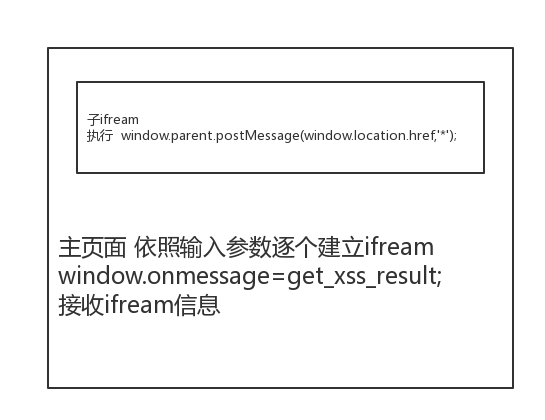 子ifream
执行  window.parent.postMessage(window.location.href,'*');
主页面 依照输入参数逐个建立ifream
window.onmessage=get_xss_result;
接收ifream信息